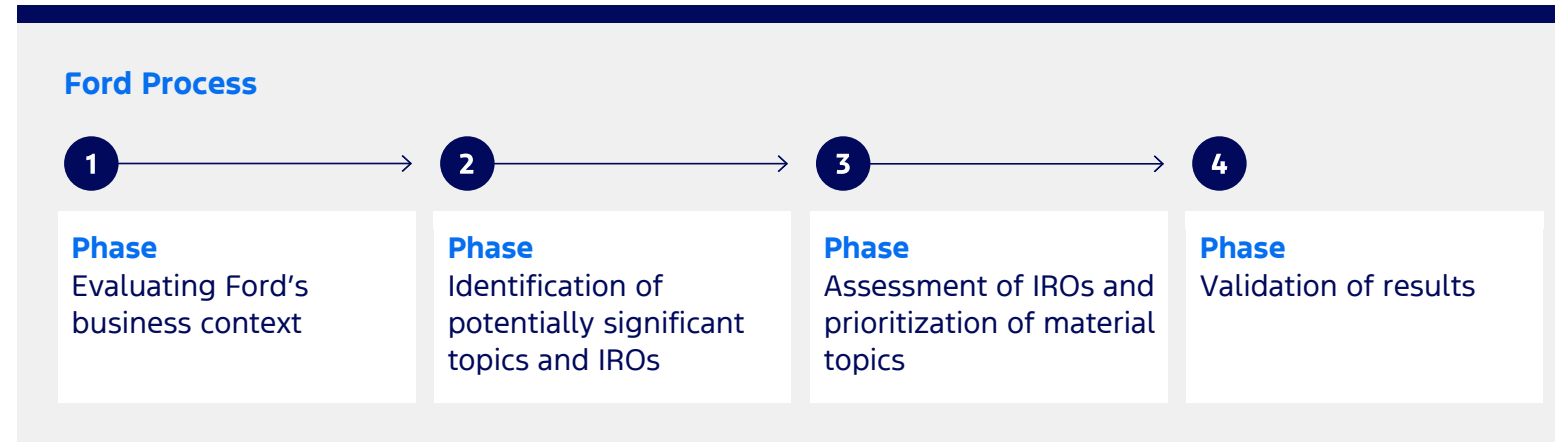 Ford Process
1
2
3
4
Phase
Evaluating Ford's
business context
Phase
Identification of
potentially significant
topics and IROs
Phase
Assessment of IROs and
prioritization of material
topics
Phase
Validation of results